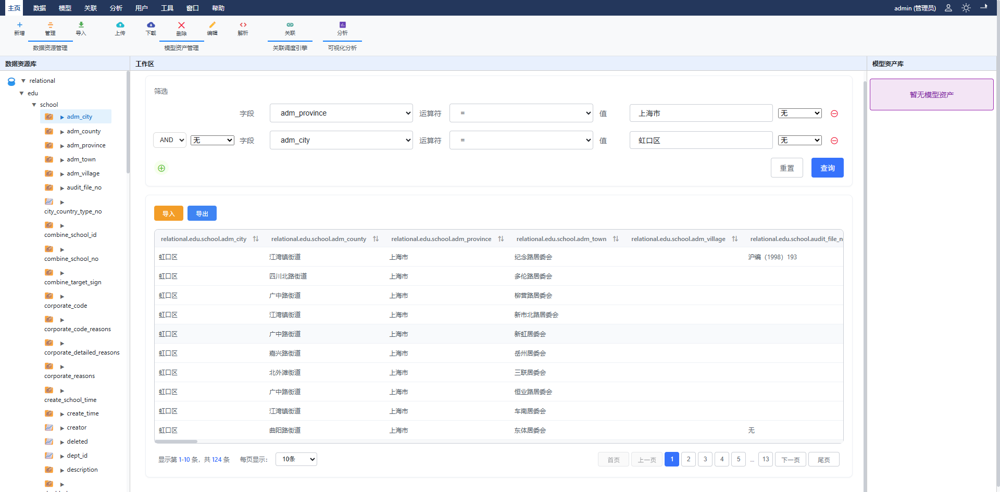 主页 数据 模型 关联 分析 用户 工具 窗口 帮助 admin (管理员)
新增 管理 导入 上传 下载 删除 编辑 解析 关联 分析
数据资源管理 模型资产管理 关联调度引擎 可视化分析
数据资源库 工作区 模型资产库
relational
edu
school
adm_city
adm_county
adm_province
adm_town
adm_village
audit_file_no
city_country_type_no
combine_school_id
combine_school_no
combine_target_sign
corporate_code
corporate_code_reasons
corporate_detailed_reasons
corporate_reasons
create_school_time
create_time
creator
deleted
dept_id
description
筛选
字段 adm_province 运算符 = 值 上海市 无
AND 无 字段 adm_city 运算符 = 值 虹口区 无
重置 查询
导入 导出
relational.edu.school.adm_city relational.edu.school.adm_county relational.edu.school.adm_province relational.edu.school.adm_town relational.edu.school.adm_village relational.edu.school.audit_file_n
虹口区 江湾镇街道 上海市 纪念路居委会 沪编（1998）193
虹口区 四川北路街道 上海市 多伦路居委会
虹口区 广中路街道 上海市 柳营路居委会
虹口区 江湾镇街道 上海市 新市北路居委会
虹口区 广中路街道 上海市 新虹居委会
虹口区 嘉兴路街道 上海市 岳州居委会
虹口区 北外滩街道 上海市 三联居委会
虹口区 广中路街道 上海市 恒业路居委会
虹口区 江湾镇街道 上海市 车南居委会
虹口区 曲阳路街道 上海市 东体居委会 无
显示第 1-10 条，共 124 条 每页显示： 10条 首页 上一页 1 2 3 4 5 ... 13 下一页 尾页
暂无模型资产